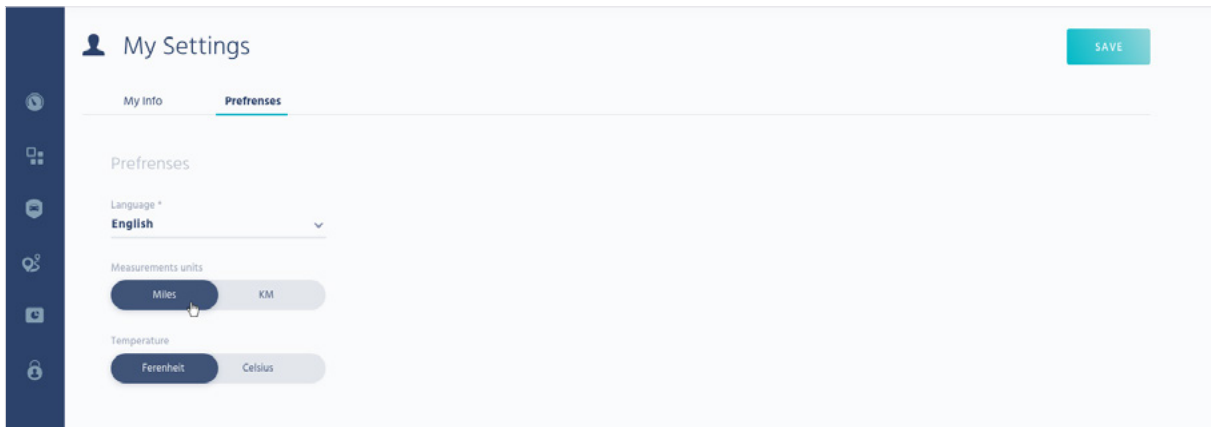 My Settings
SAVE
My Info
Prefrenses
Prefrenses
Language *
English
Measurements units
Miles
KM
Temperature
Ferenheit
Celsius